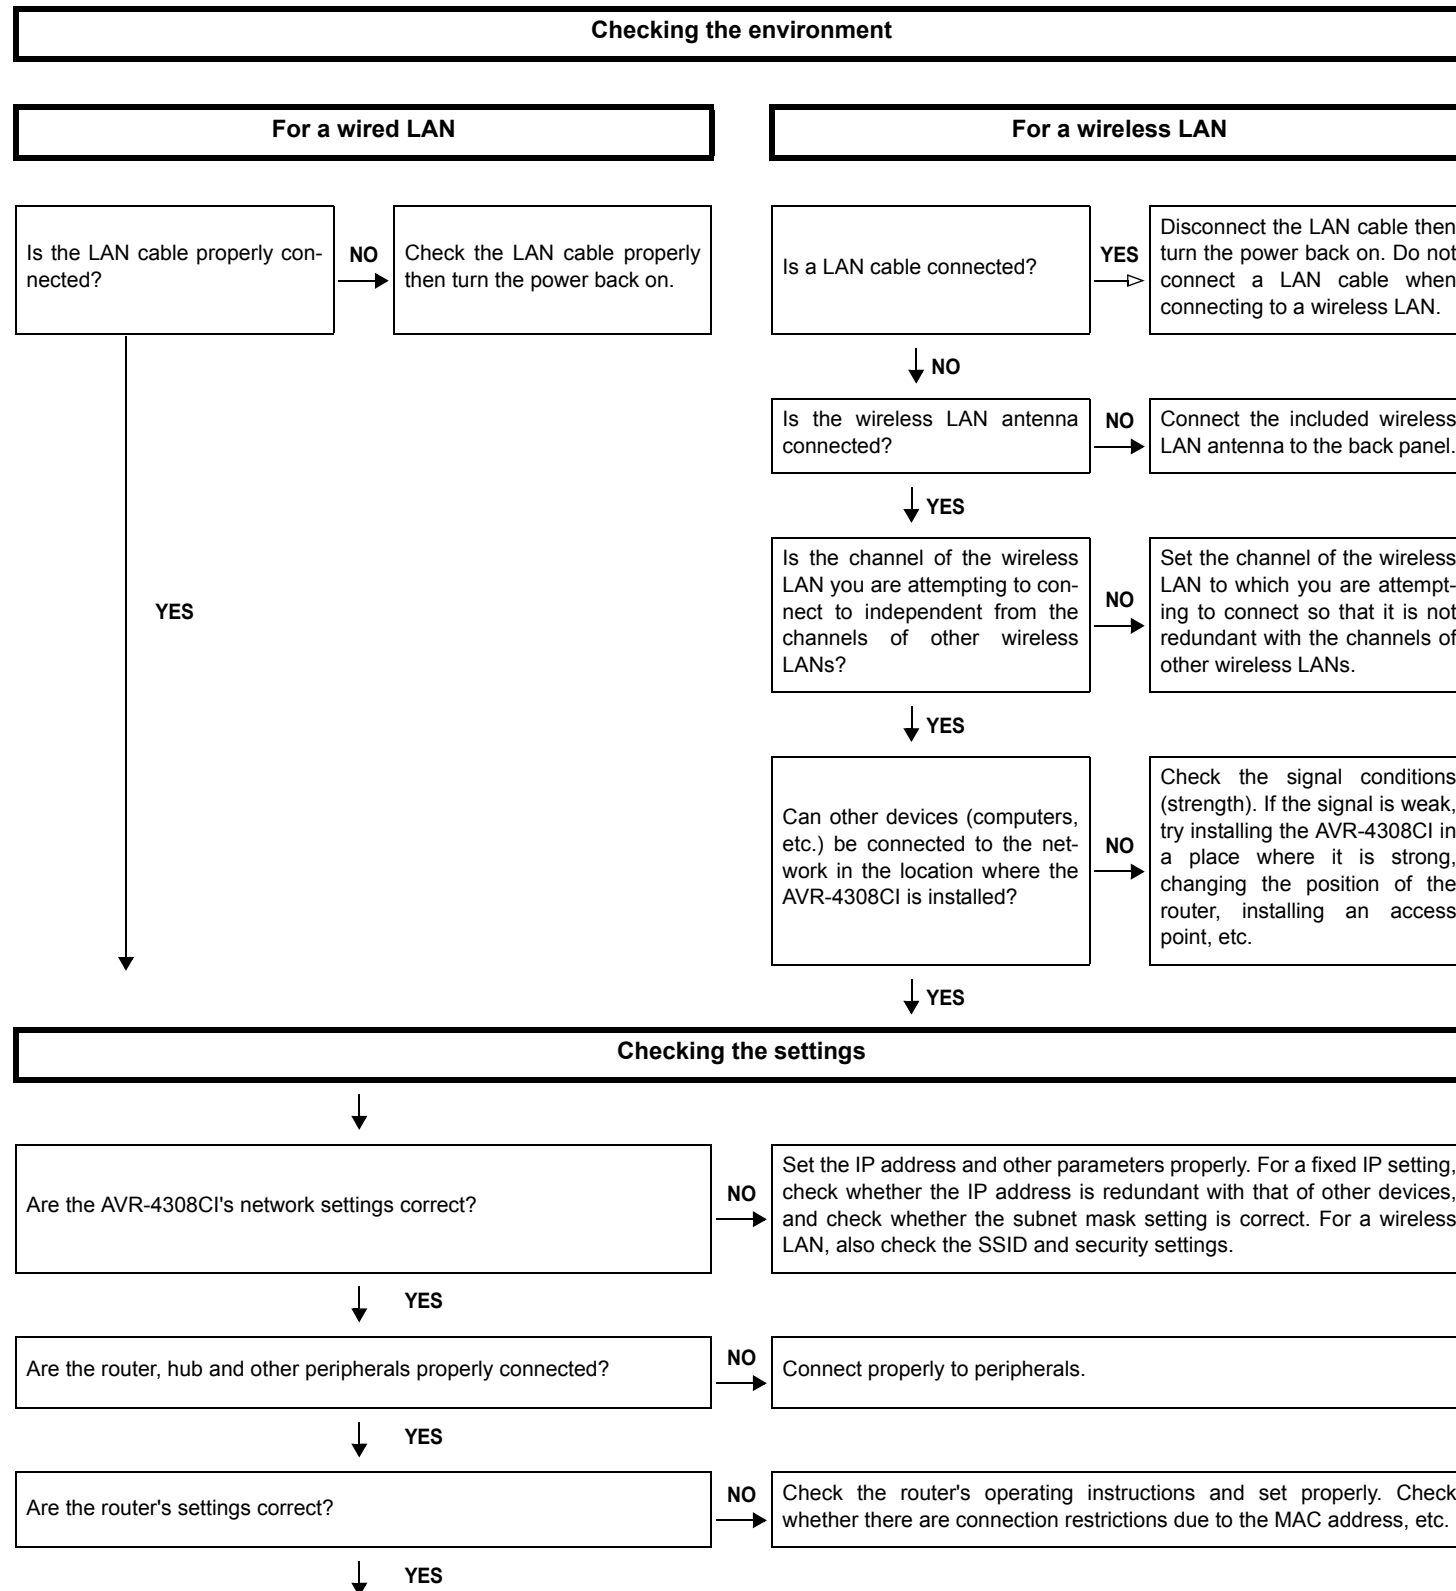 Checking the environment
For a wired LAN
Is the LAN cable properly con-
nected?
NO
Check the LAN cable properly
then turn the power back on.
YES
For a wireless LAN
Is a LAN cable connected?
YES
Disconnect the LAN cable then
turn the power back on. Do not
connect a LAN cable when
connecting to a wireless LAN.
NO
Is the wireless LAN antenna
connected?
NO
Connect the included wireless
LAN antenna to the back panel.
YES
Is the channel of the wireless
LAN you are attempting to con-
nect to independent from the
channels of other wireless
LANs?
NO
Set the channel of the wireless
LAN to which you are attempt-
ing to connect so that it is not
redundant with the channels of
other wireless LANs.
YES
Can other devices (computers,
etc.) be connected to the net-
work in the location where the
AVR-4308CI is installed?
NO
Check the signal conditions
(strength). If the signal is weak,
try installing the AVR-4308CI in
a place where it is strong,
changing the position of the
router, installing an access
point, etc.
YES
Checking the settings
Are the AVR-4308CI's network settings correct?
NO
Set the IP address and other parameters properly. For a fixed IP setting,
check whether the IP address is redundant with that of other devices,
and check whether the subnet mask setting is correct. For a wireless
LAN, also check the SSID and security settings.
YES
Are the router, hub and other peripherals properly connected?
NO
Connect properly to peripherals.
YES
Are the router's settings correct?
NO
Check the router's operating instructions and set properly. Check
whether there are connection restrictions due to the MAC address, etc.
YES